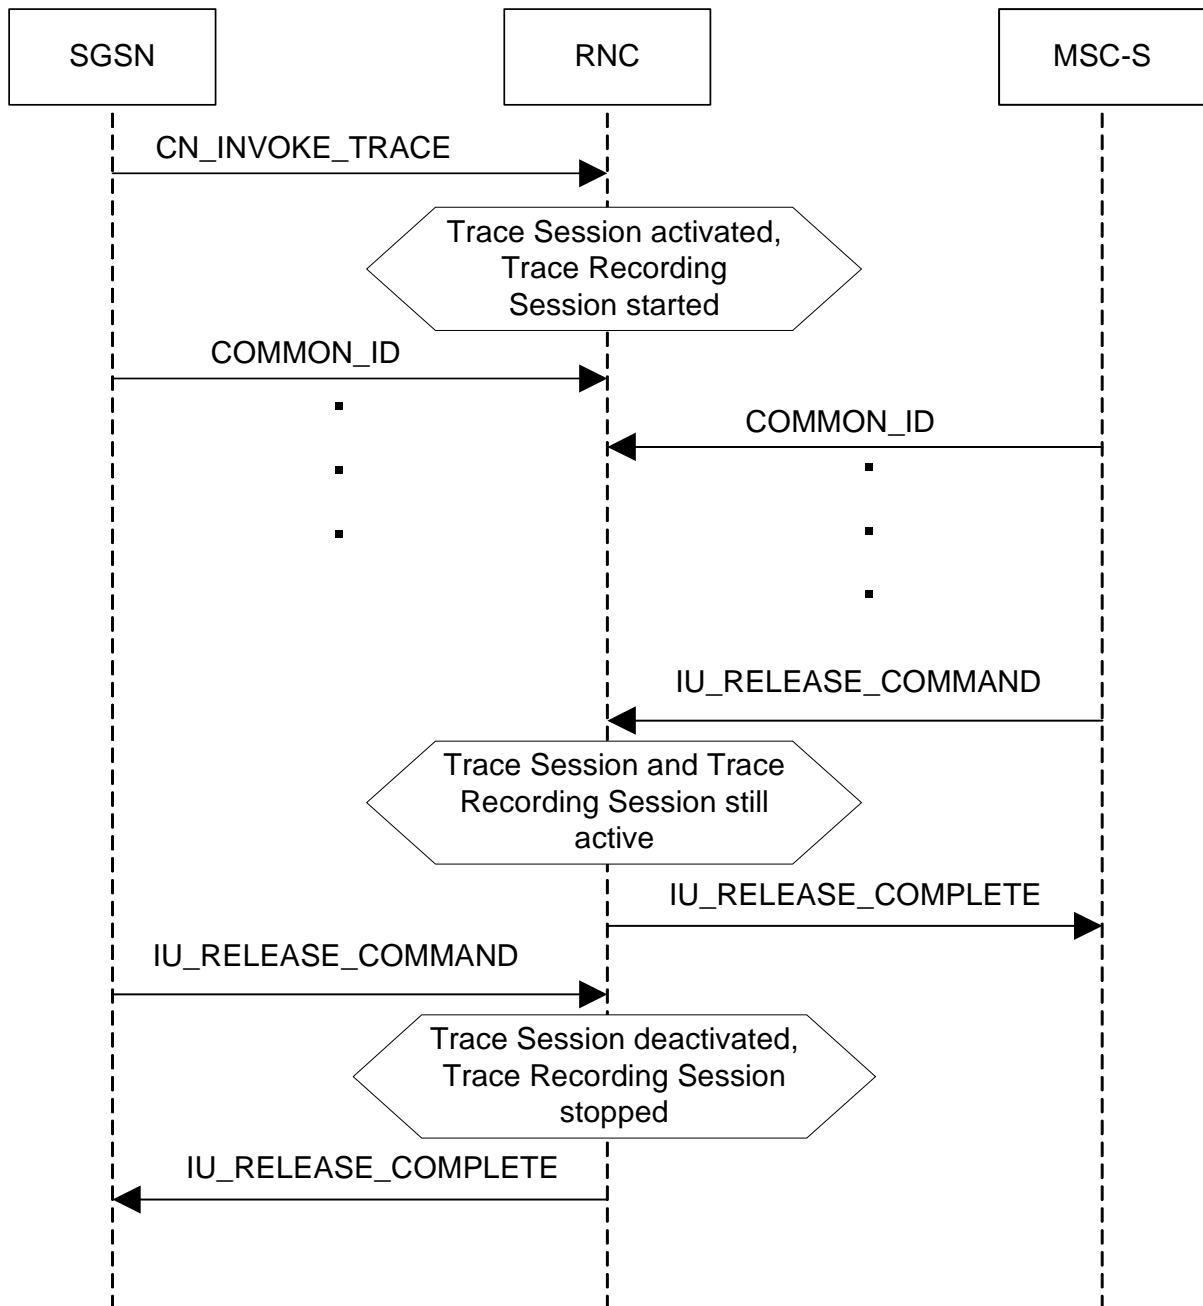 SGSN
RNC
MSC-S
CN_INVOKE_TRACE
Trace Session activated,
Trace Recording
Session started
COMMON_ID
COMMON_ID
IU_RELEASE_COMMAND
Trace Session and Trace
Recording Session still
active
IU_RELEASE_COMPLETE
IU_RELEASE_COMMAND
Trace Session deactivated,
Trace Recording Session
stopped
IU_RELEASE_COMPLETE